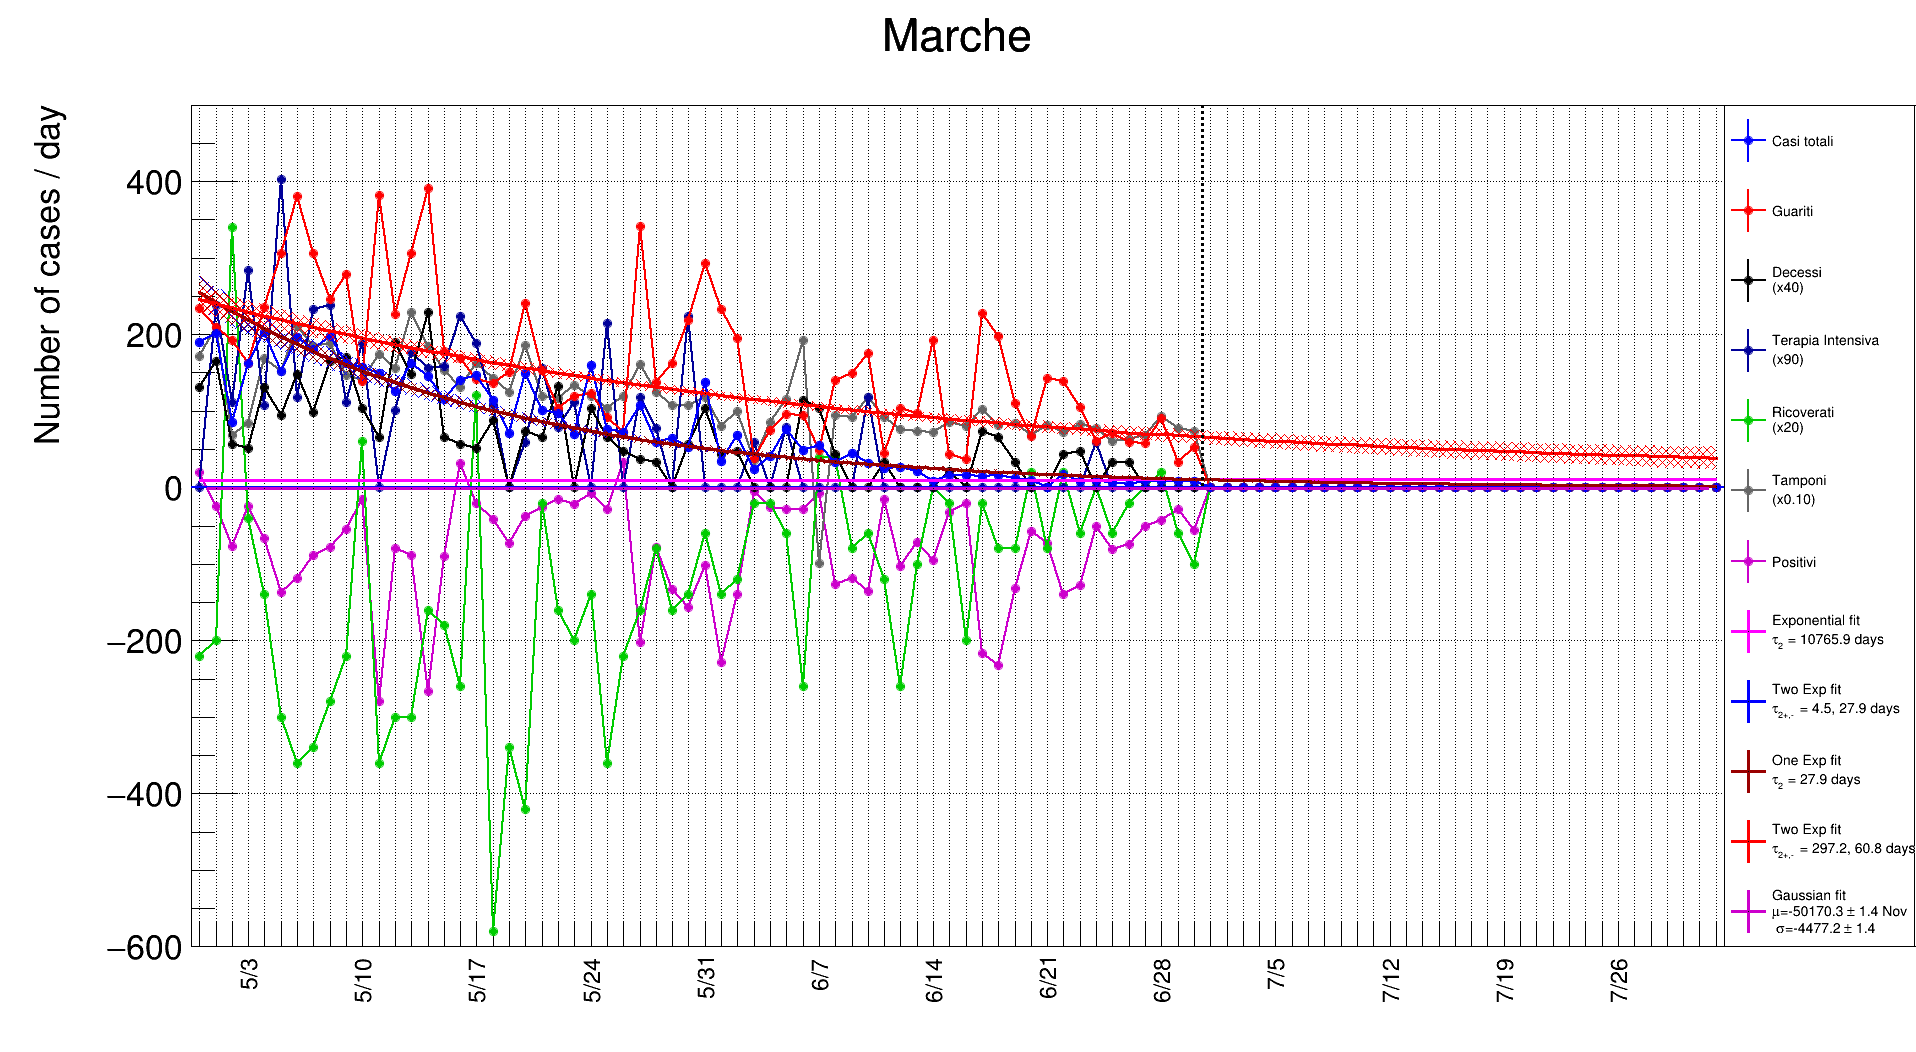 Marche
Number of cases / day
400
200
0
−200
−400
−600
5/3
5/10
5/17
5/24
5/31
6/7
6/14
6/21
6/28
7/5
7/12
7/19
7/26
Casi totali
Guariti
Decessi
(x40)
Terapia Intensiva
(x90)
Ricoverati
(x20)
Tamponi
(x0.10)
Positivi
Exponential fit
τ2 = 10765.9 days
Two Exp fit
τ2+,- = 4.5, 27.9 days
One Exp fit
τ2 = 27.9 days
Two Exp fit
τ2+,- = 297.2, 60.8 days
Gaussian fit
μ=-50170.3 ± 1.4 Nov
σ=-4477.2 ± 1.4